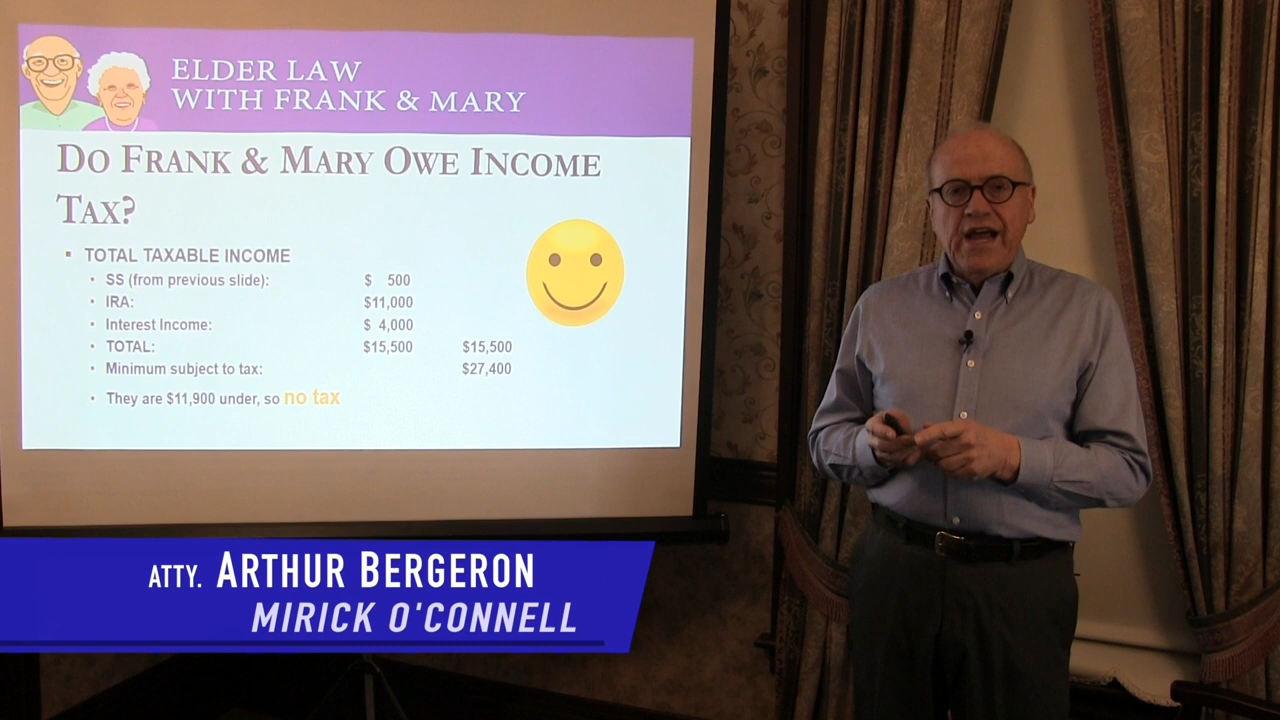 ELDER LAW
WITH FRANK & MARY
DO FRANK & MARY OWE INCOME
TAX?
▪ TOTAL TAXABLE INCOME
• SS (from previous slide): $ 500
• IRA: $11,000
• Interest Income: $ 4,000
• TOTAL: $15,500 $15,500
• Minimum subject to tax: $27,400
• They are $11,900 under, so no tax
ATTY. ARTHUR BERGERON
MIRICK O'CONNELL